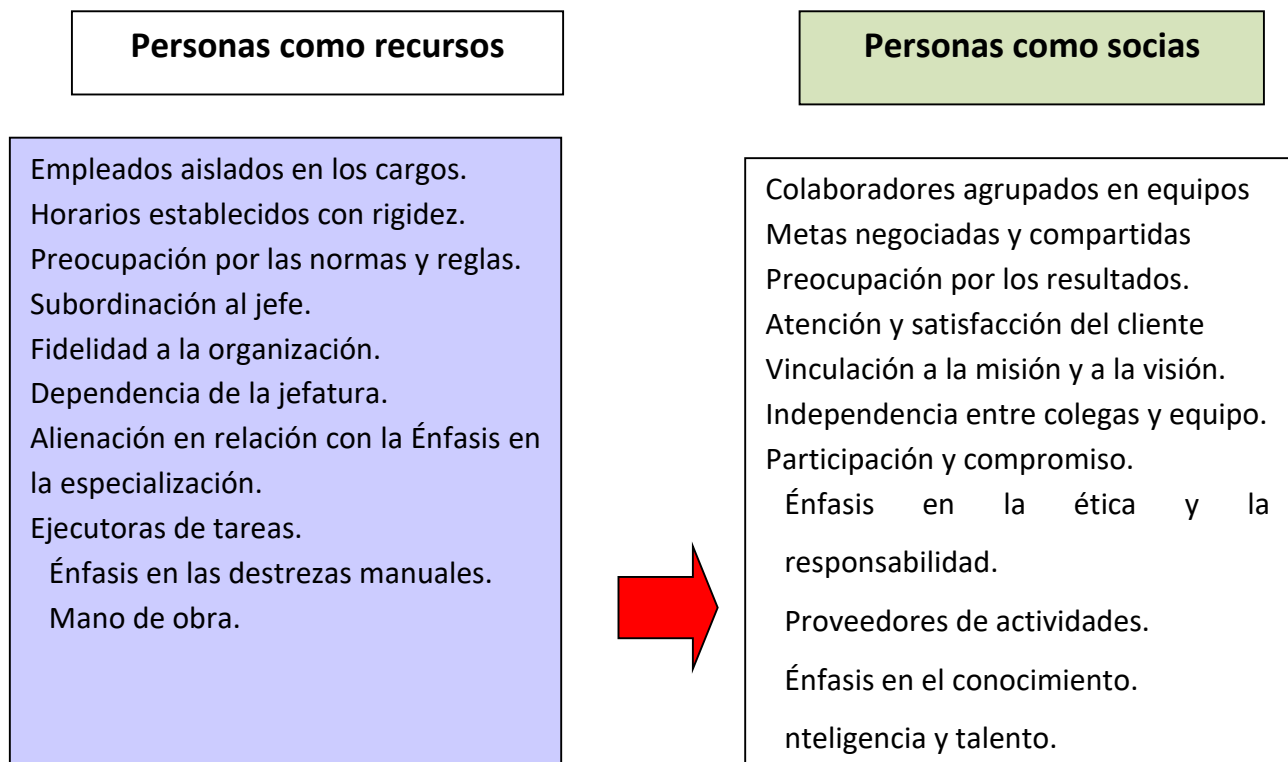 Personas como recursos
Personas como socias
Empleados aislados en los cargos.
Horarios establecidos con rigidez.
Preocupación por las normas y reglas.
Subordinación al jefe.
Fidelidad a la organización.
Dependencia de la jefatura.
Alienación en relación con la Énfasis en
la especialización.
Ejecutoras de tareas.
Énfasis en las destrezas manuales.
Mano de obra.
Colaboradores agrupados en equipos
Metas negociadas y compartidas
Preocupación por los resultados.
Atención y satisfacción del cliente
Vinculación a la misión y a la visión.
Independencia entre colegas y equipo.
Participación y compromiso.
Énfasis en la ética y la
responsabilidad.
Proveedores de actividades.
Énfasis en el conocimiento.
nteligencia y talento.